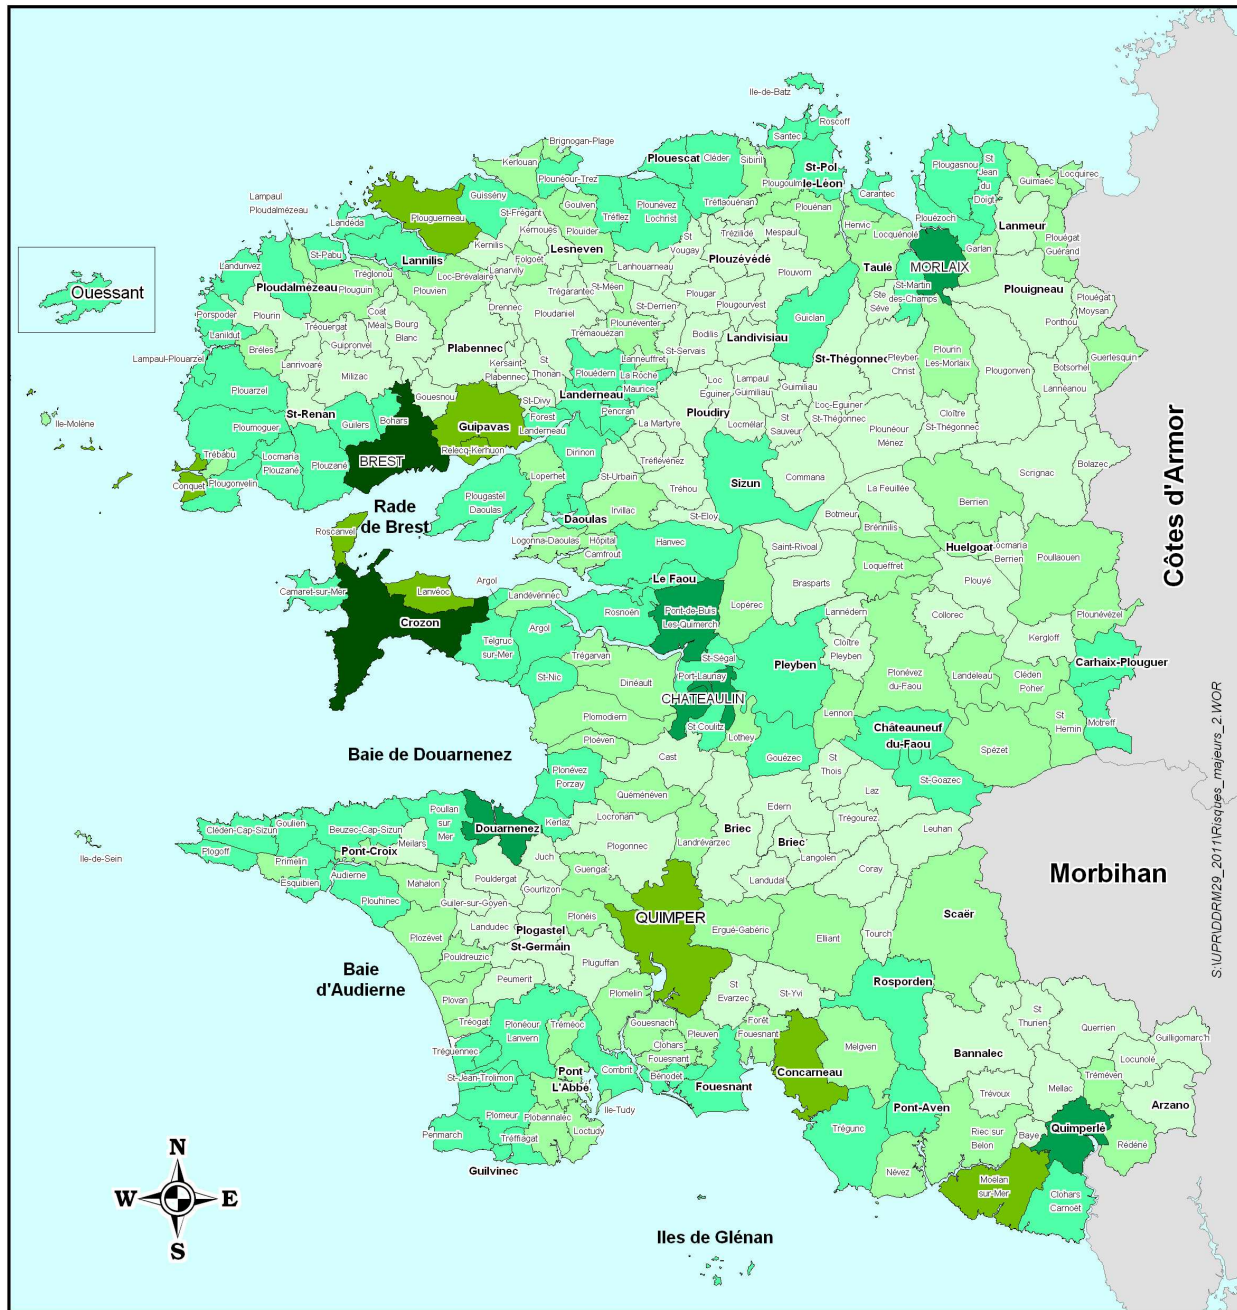 Ile-de-Batz
Roscoff
Santec
Brignogan-Plage
Kerlouan
Plounéour-Trez
Plouescat
Cléder
Sibiril
St-Pol
le-Léon
Plougoulm
Carantec
Plougasnou
St
Jean
du
Doigt
Guimaëc
Locquirec
Plouézoch
Lanmeur
Lampaul
Ploudalmézeau
Landéda
Plouguerneau
Guissény
St-Frégant
Kernouës
Goulven
Plouider
Tréflez
Plounévez
Lochrist
Tréflaouénan
Plouénan
Henvic
Locquénolé
Taulé
MORLAIX
Garlan
Plouégat
Guérand
Ouessant
Landunvez
St-Pabu
Lannilis
Kernilis
Folgoët
Lesneven
Lanarvily
Loc-Brévalaire
Tréglonou
Plouguin
Plouvien
Ploudalmézeau
St
Vougay
Trézilidé
Mespaul
Plouzévédé
Plouvorn
Lanhouarneau
St-Méen
Trégarantec
St-Derrien
Plougar
Plougourvest
St-Martin
des-Champs
Ste
Sève
Plouigneau
Plouégat
Moysan
Ponthou
Porspoder
Lanildut
Plourin
Tréouergat
Coat
Méal
Guipronvel
Bourg
Blanc
Drennec
Ploudaniel
Plounéventer
Trémaouézan
Bodilis
Landivisiau
Guiclan
St-Thégonnec
Pleyber
Christ
Plourin
Les-Morlaix
Plougonven
Botsorhel
Lannéanou
Guerlesquin
Lampaul-Plouarzel
Brélès
Lannivoaré
Milizac
Plabennec
Kersaint
Plabennec
St
Thonan
Plouédern
Lanneuffret
La Roche
Maurice
St-Servais
Plouarzel
St-Renan
Gouesnou
St-Divy
Landerneau
Pencran
Loc
Eguiner
Lampaul
Guimiliau
Guimiliau
Ploudiry
Locmélar
St
Sauveur
Loc-Eguiner
St-Thégonnec
Plounéour
Ménez
Cloître
St-Thégonnec
Ile-Molène
Ploumoguer
Guilers
Bohars
Guipavas
Forest
Landerneau
La Martyre
Trébabu
Locmaria
Plouzané
Plouzané
BREST
Relecq-Kerhuon
Dirinon
Tréflévénez
Sizun
Commana
Scrignac
Bolazec
Conquet
Plougonvelin
Loperhet
St-Urbain
Tréhou
La Feuillée
Berrien
Rade
de Brest
Plougastel
Daoulas
Daoulas
Irvillac
St-Eloy
Botmeur
Brénnilis
Huelgoat
Locmaria
Berrien
Poullaouen
Roscanvel
Logonna-Daoulas
Hôpital
Camfrout
Hanvec
Saint-Rivoal
Loqueffret
Brasparts
Plouyé
Camaret-sur-Mer
Lanvéoc
Argol
Landévénnec
Le Faou
Pont-de-Buis
Les-Quimerch
Lopérec
Collorec
Plounévézel
Crozon
Rosnoën
Lannédern
Cloître
Pleyben
Kergloff
Telgruc
sur-Mer
Argol
Trégarvan
St-Ségal
Pleyben
Carhaix-Plouguer
St-Nic
Dinéault
Port-Launay
Plonévez
du-Faou
Landeleau
Cléden
Poher
CHATEAULIN
Plomodiern
St Coulitz
Lennon
Châteauneuf
du-Faou
St
Hernin
Motreff
Ploéven
Lothey
Spézet
Baie de Douarnenez
Cast
Gouézec
St
Thois
St-Goazec
Plonévez
Porzay
Quéménéven
Edern
Laz
Trégourez
Leuhan
Poullan
sur
Mer
Locronan
Kerlaz
Douarnenez
Briec
Briec
Landrévarzec
Langolen
Ile-de-Sein
Cléden-Cap-Sizun
Goulien
Beuzec-Cap-Sizun
Plogoff
Primelin
Pont-Croix
Meilars
Juch
Plogonnec
Landudal
Coray
Esquibien
Audierne
Mahalon
Pouldergat
Gourlizon
Guengat
Plouhinec
Guiler-sur-Goyen
Plonéis
QUIMPER
Ergué-Gabéric
Elliant
Tourch
Scaër
Landudec
Plogastel
St-Germain
Plozévet
Pouldreuzic
Pluguffan
Baie
d'Audierne
Peumerit
Plomelin
St
Evarzec
St-Yvi
Rosporden
Plovan
Tréogat
Plonéour
Lanvern
Tréméoc
Gouesnach
Pleuven
Forêt
Fouesnant
Melgven
Bannalec
St
Thurien
Querrien
Guilligomarc'h
Tréguennec
Clohars
Fouesnant
Locunolé
St-Jean-Trolimon
Pont
L'Abbé
Combrit
Bénodet
Fouesnant
Concarneau
Pont-Aven
Trévoux
Mellac
Tréméven
Arzano
Plomeur
Plobannalec
Ile-Tudy
Trégunc
Riec sur
Belon
Baye
Quimperlé
Rédéné
Penmarch
Tréffiagat
Loctudy
Guilvinec
Névez
Moëlan
sur-Mer
Clohars
Carnoët
Iles de Glénan
N
W
E
S
Côtes d'Armor
Morbihan
S:\UPR\DDRM29_2011\Risques_majeurs_2.WOR